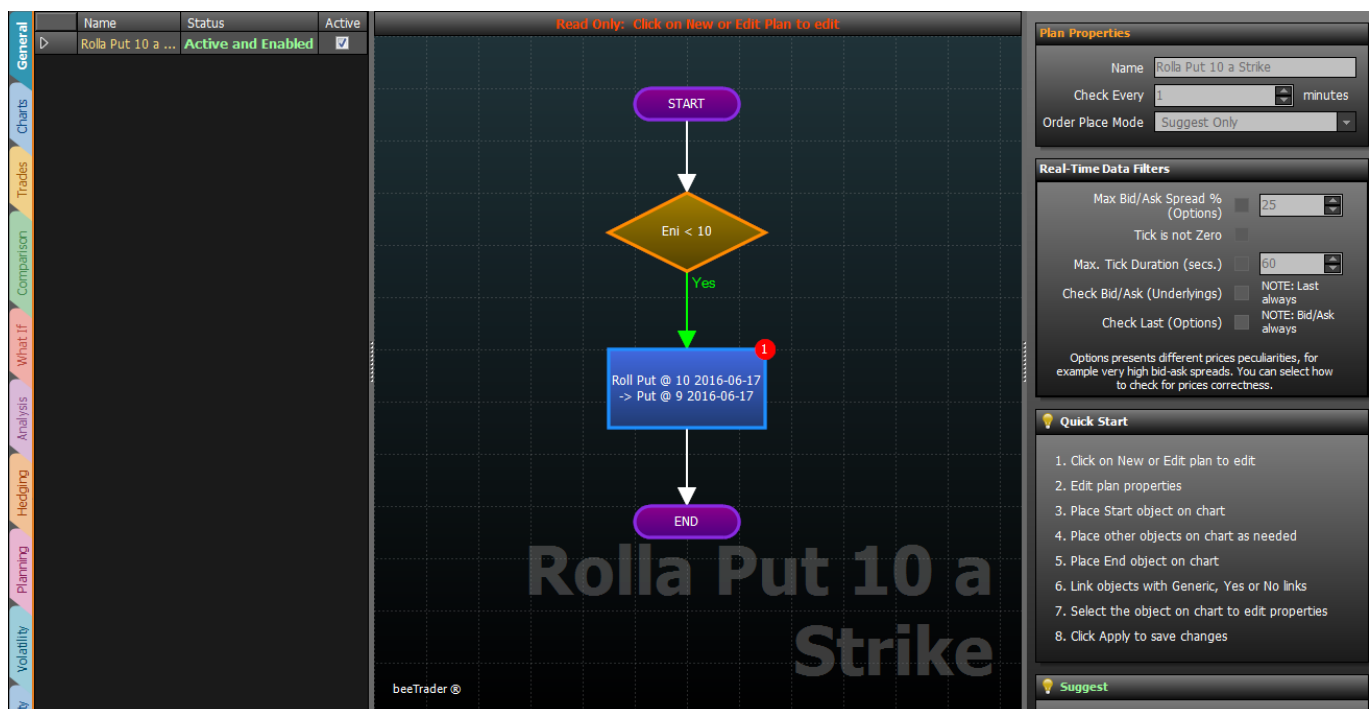 General
Charts
Trades
Comparison
What If
Analysis
Hedging
Planning
Volatility
Name Status Active
Rolla Put 10 a ... Active and Enabled
Read Only: Click on New or Edit Plan to edit
START
Eni < 10
Yes
1
Roll Put @ 10 2016-06-17
-> Put @ 9 2016-06-17
END
Rolla Put 10 a
Strike
beeTrader ®
Plan Properties
Name Rolla Put 10 a Strike
Check Every 1 minutes
Order Place Mode Suggest Only
Real-Time Data Filters
Max Bid/Ask Spread %
(Options)
25
Tick is not Zero
Max. Tick Duration (secs.) 60
Check Bid/Ask (Underlyings) NOTE: Last
always
Check Last (Options) NOTE: Bid/Ask
always
Options presents different prices peculiarities, for
example very high bid-ask spreads. You can select how
to check for prices correctness.
Quick Start
1. Click on New or Edit plan to edit
2. Edit plan properties
3. Place Start object on chart
4. Place other objects on chart as needed
5. Place End object on chart
6. Link objects with Generic, Yes or No links
7. Select the object on chart to edit properties
8. Click Apply to save changes
Suggest